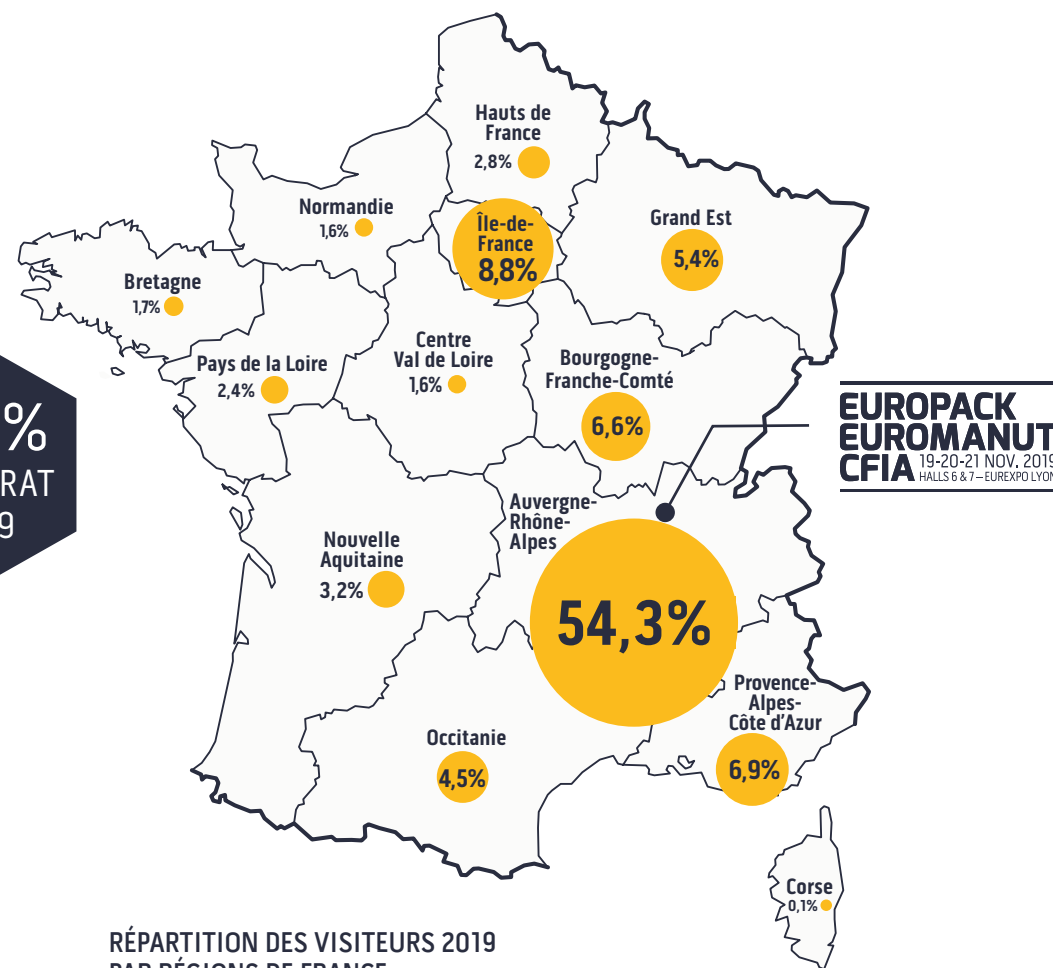 Hauts de
France
2,8%
Normandie
1,6%
Île-de-
France
8,8%
Grand Est
5,4%
Bretagne
1,7%
Pays de la Loire
2,4%
Centre
Val de Loire
1,6%
Bourgogne-
Franche-Comté
6,6%
EUROPACK
EUROMANUT
CFIA 19-20-21 NOV. 2019
HALLS 6 & 7 – EUREXPO LYON
%
RAT
9
Auvergne-
Rhône-
Alpes
54,3%
Nouvelle
Aquitaine
3,2%
Provence-
Alpes-
Côte d'Azur
6,9%
Occitanie
4,5%
Corse
0,1%
RÉPARTITION DES VISITEURS 2019
PAR RÉGIONS DE FRANCE